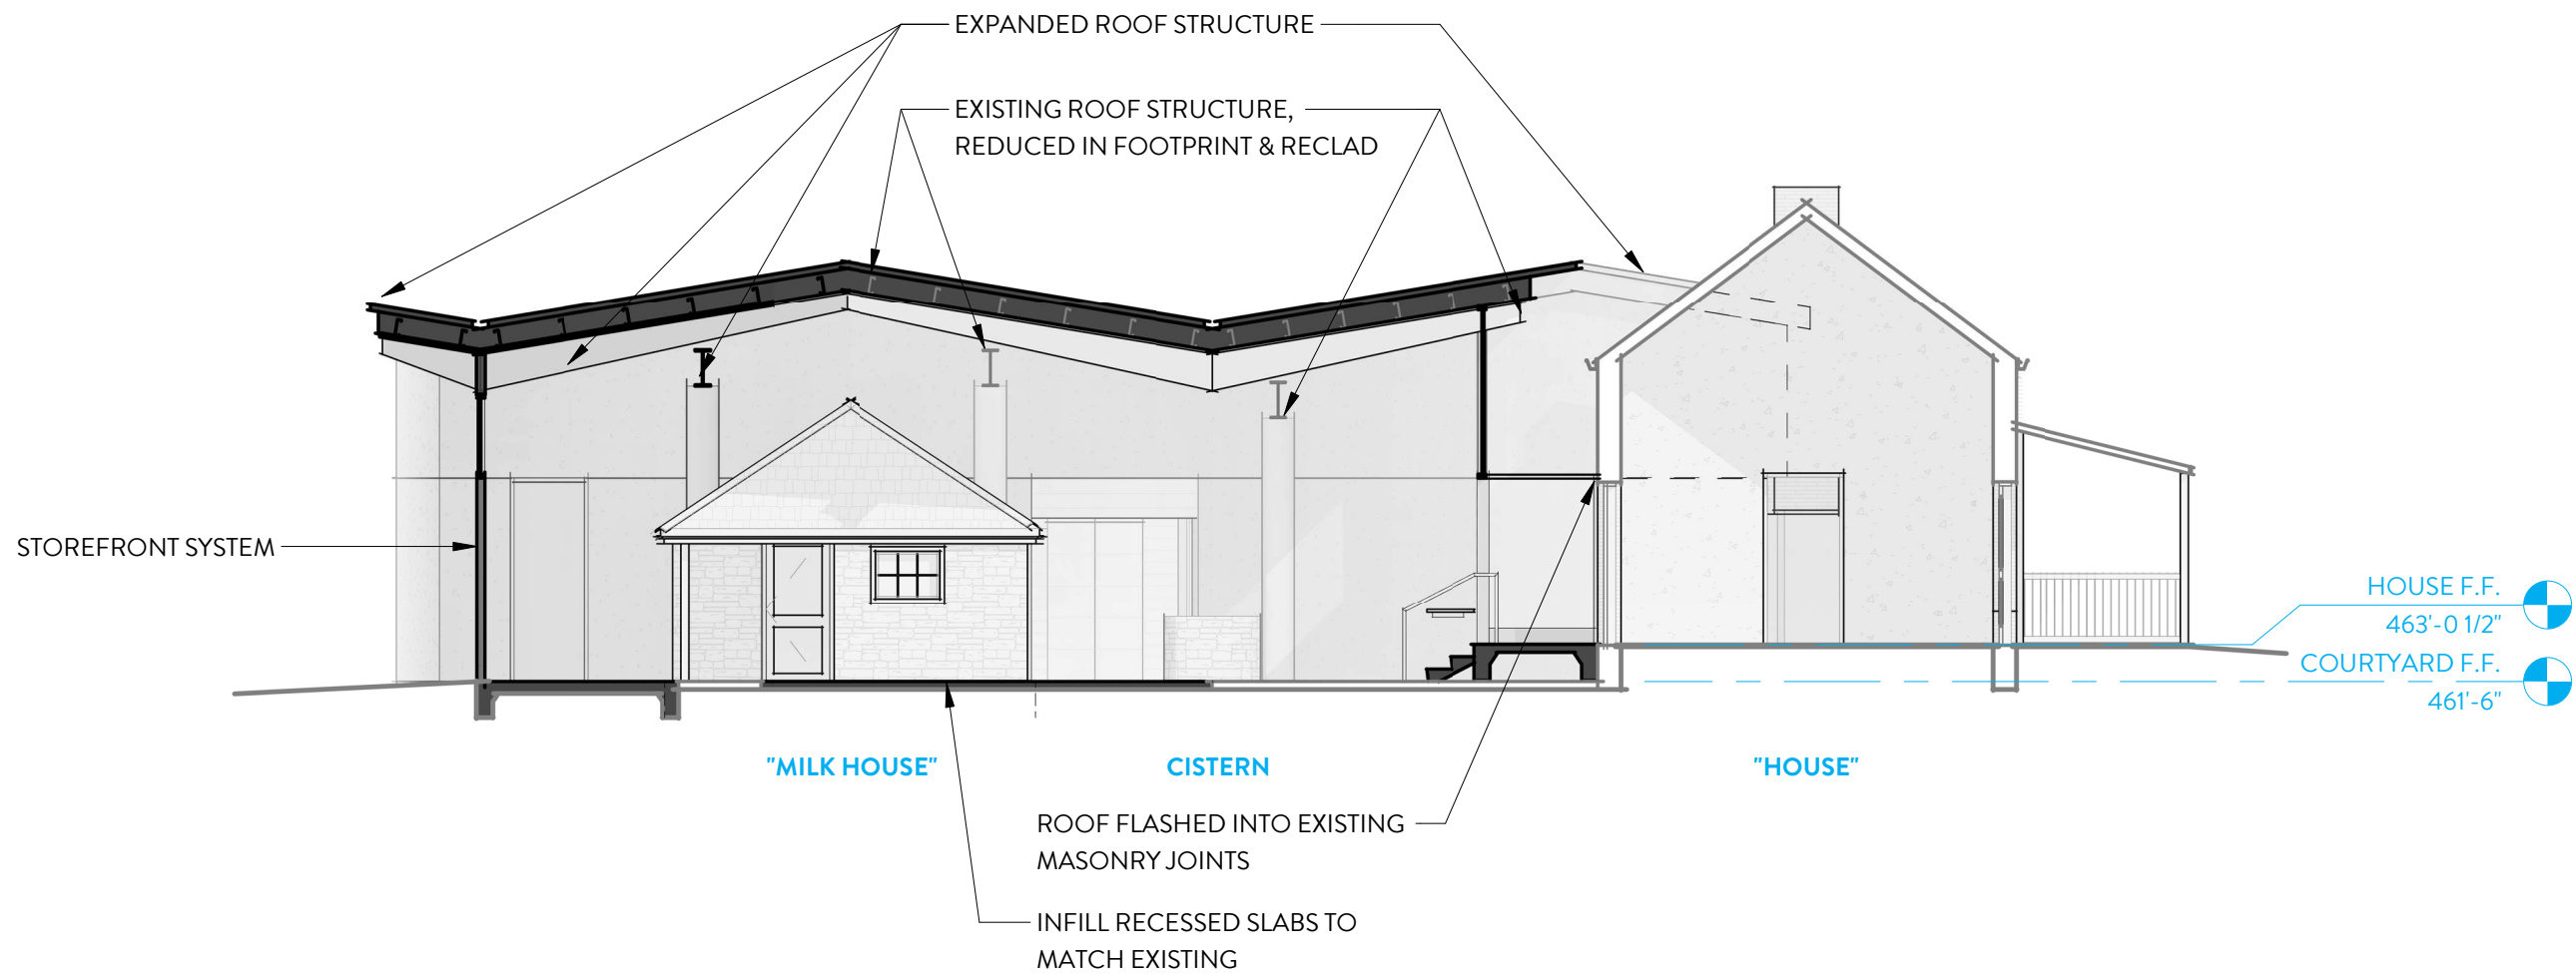 EXPANDED ROOF STRUCTURE
EXISTING ROOF STRUCTURE,
REDUCED IN FOOTPRINT & RECLAD
STOREFRONT SYSTEM
HOUSE F.F.
463'-0 1/2"
COURTYARD F.F.
461'-6"
"MILK HOUSE"
CISTERN
"HOUSE"
ROOF FLASHED INTO EXISTING
MASONRY JOINTS
INFILL RECESSED SLABS TO
MATCH EXISTING